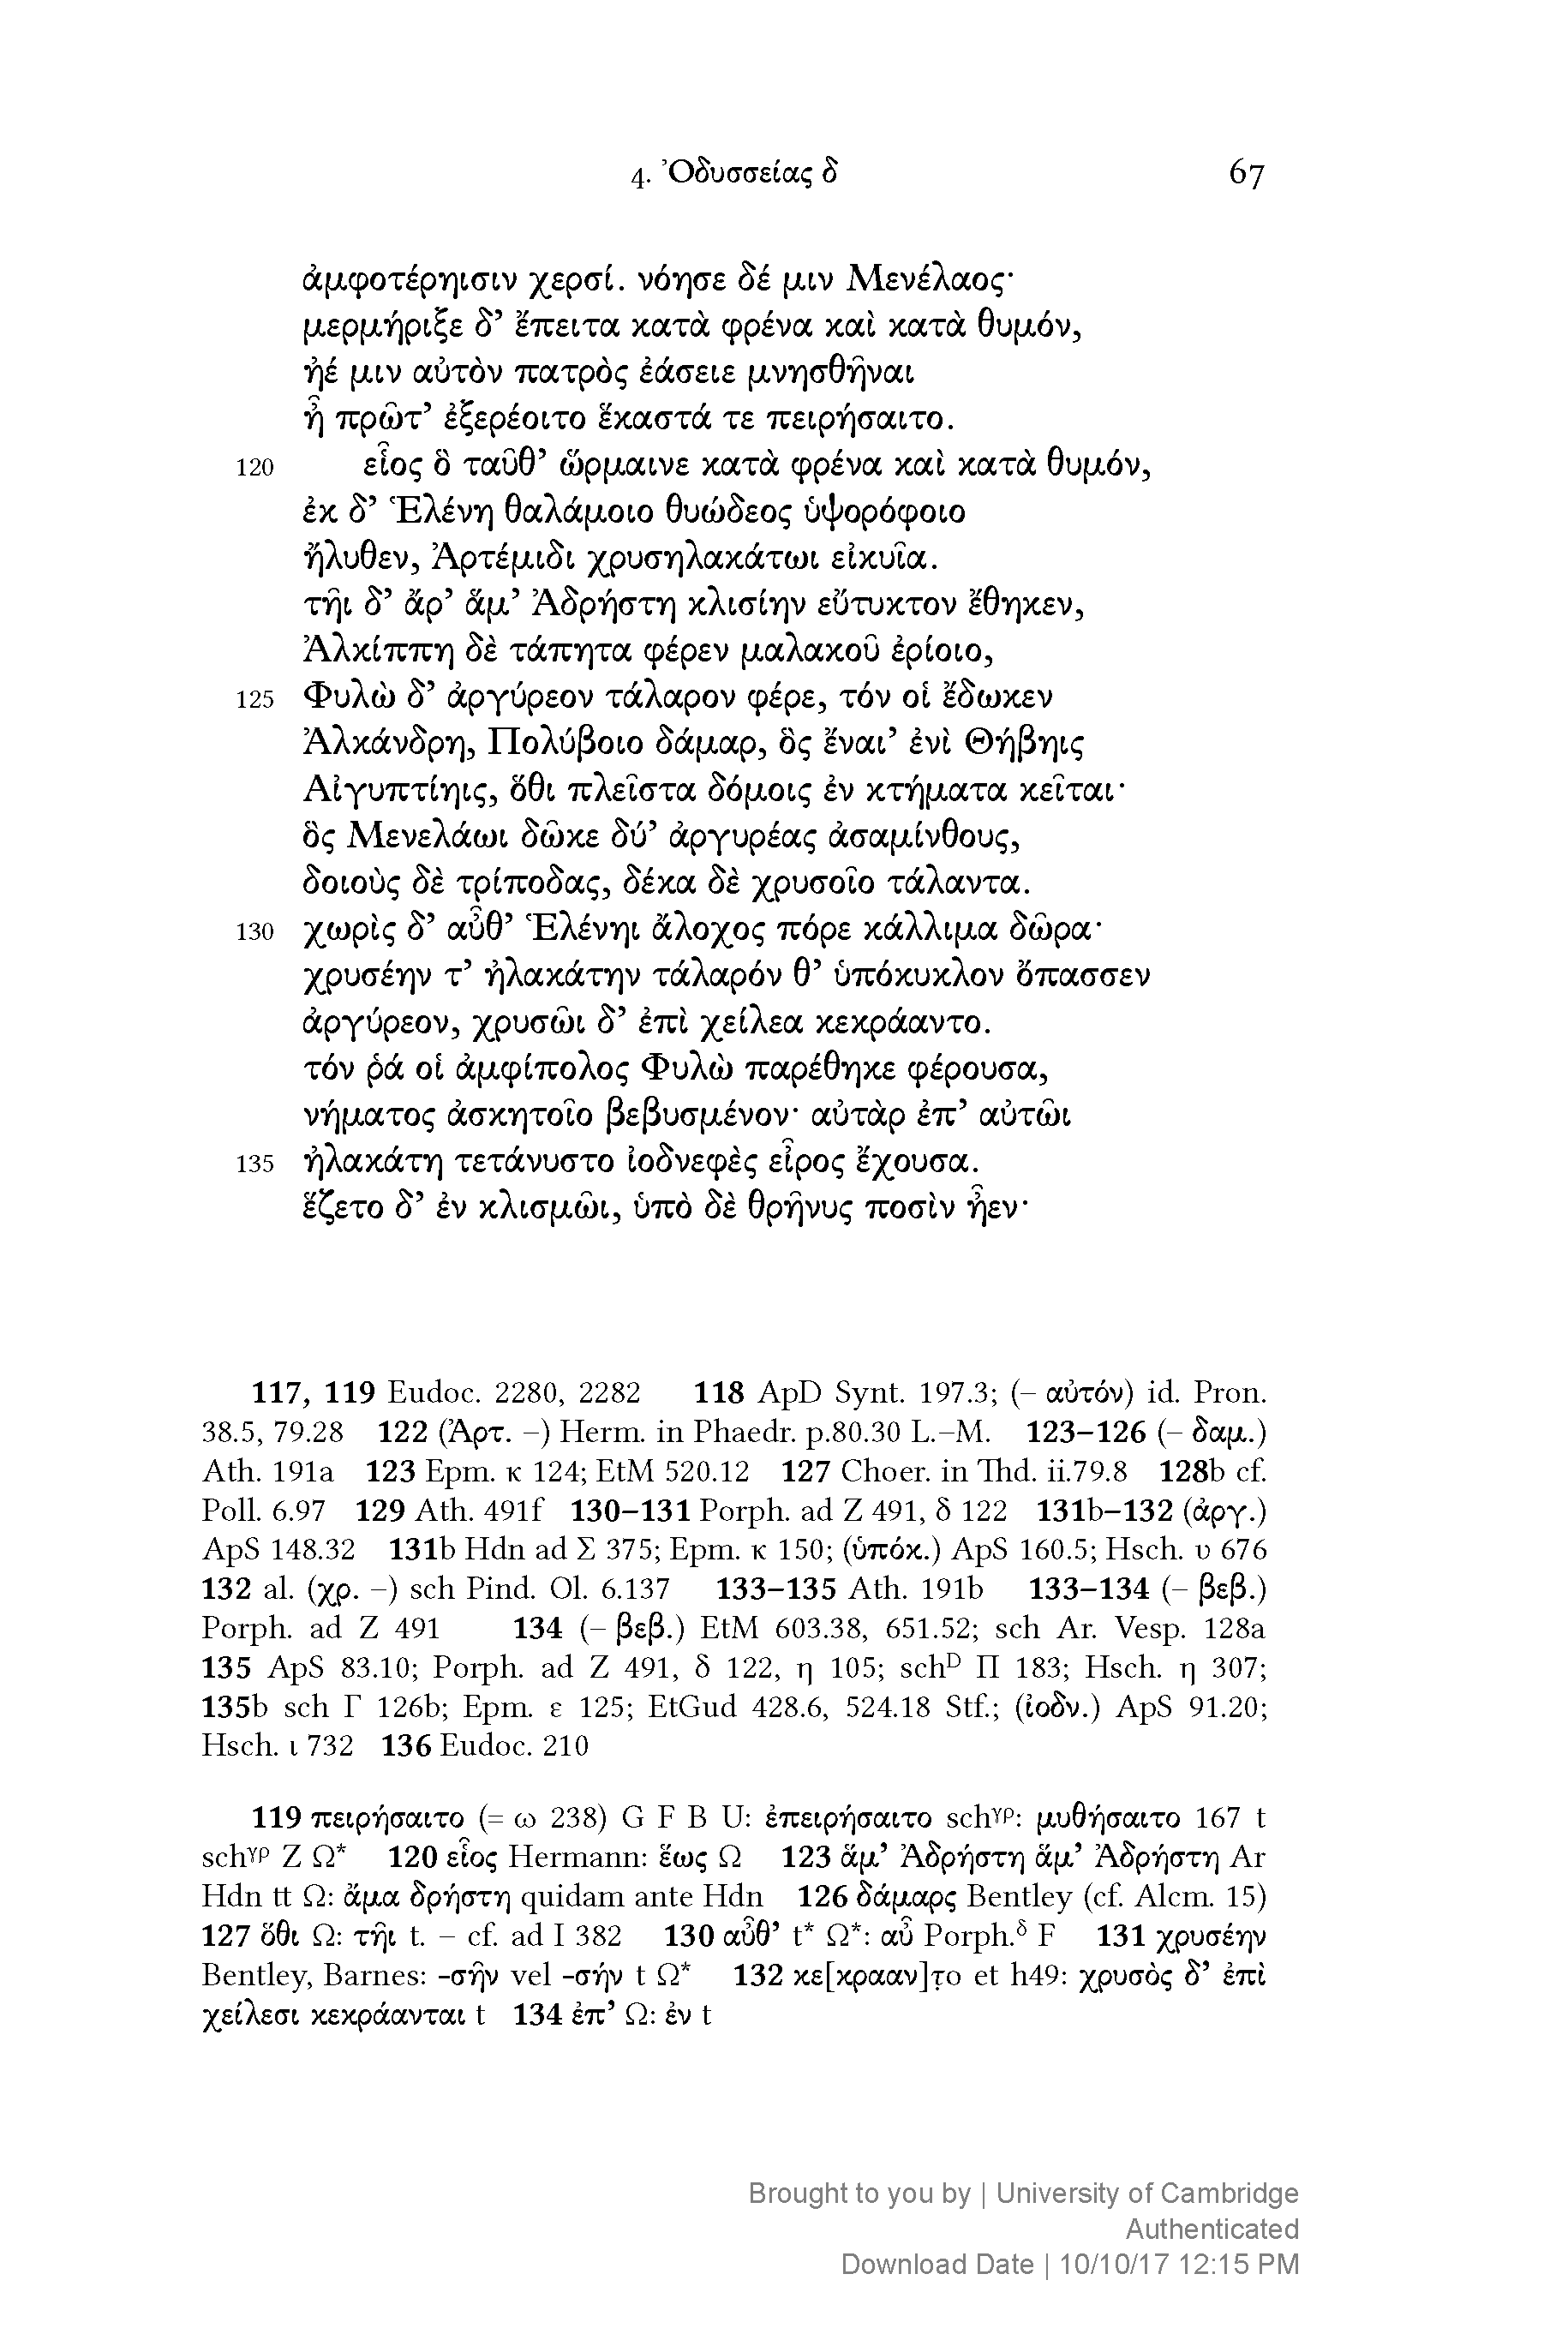 4. Ὀδυσσείας δ 67
ἀμφοτέρηισιν χερσί. νόησε δέ μιν Μενέλαος·
μερμήριξε δ’ ἔπειτα κατὰ φρένα καὶ κατὰ θυμόν,
ἠέ μιν αὐτὸν πατρὸς ἐάσειε μνησθῆναι
ἦ πρῶτ’ ἐξερέοιτο ἕκαστά τε πειρήσαιτο.
120 εἷος ὃ ταῦθ’ ὥρμαινε κατὰ φρένα καὶ κατὰ θυμόν,
ἐκ δ’ Ἑλένη θαλάμοιο θυώδεος ὑψορόφοιο
ἤλυθεν, Ἀρτέμιδι χρυσηλακάτωι εἰκυῖα.
τῆι δ’ ἄρ’ ἅμ’ Ἀδρήστη κλισίην εὔτυκτον ἔθηκεν,
Ἀλκίππη δὲ τάπητα φέρεν μαλακοῦ ἐρίοιο,
125 Φυλὼ δ’ ἀργύρεον τάλαρον φέρε, τόν οἱ ἔδωκεν
Ἀλκάνδρη, Πολύβοιο δάμαρ, ὃς ἔναι’ ἐνὶ Θήβηις
Αἰγυπτίηις, ὅθι πλεῖστα δόμοις ἐν κτήματα κεῖται·
ὃς Μενελάωι δῶκε δύ’ ἀργυρέας ἀσαμίνθους,
δοιοὺς δὲ τρίποδας, δέκα δὲ χρυσοῖο τάλαντα.
130 χωρὶς δ’ αὖθ’ Ἑλένηι ἄλοχος πόρε κάλλιμα δῶρα·
χρυσέην τ’ ἠλακάτην τάλαρόν θ’ ὑπόκυκλον ὄπασσεν
ἀργύρεον, χρυσῶι δ’ ἐπὶ χείλεα κεκράαντο.
τόν ῥά οἱ ἀμφίπολος Φυλὼ παρέθηκε φέρουσα,
νήματος ἀσκητοῖο βεβυσμένον· αὐτὰρ ἐπ’ αὐτῶι
135 ἠλακάτη τετάνυστο ἰοδνεφὲς εἶρος ἔχουσα.
ἕζετο δ’ ἐν κλισμῶι, ὑπὸ δὲ θρῆνυς ποσὶν ἦεν·
117, 119 Eudoc. 2280, 2282 118 ApD Synt. 197.3; (– αὐτόν) id. Pron.
38.5, 79.28 122 (Ἀρτ. –) Herm. in Phaedr. p.80.30 L.–M. 123–126 (– δαμ.)
Ath. 191a 123 Epm. κ 124; EtM 520.12 127 Choer. in Thd. ii.79.8 128b cf.
Poll. 6.97 129 Ath. 491f 130–131 Porph. ad Ζ 491, δ 122 131b–132 (ἀργ.)
ApS 148.32 131b Hdn ad Σ 375; Epm. κ 150; (ὑπόκ.) ApS 160.5; Hsch. υ 676
132 al. (χρ. –) sch Pind. Ol. 6.137 133–135 Ath. 191b 133–134 (– βεβ.)
Porph. ad Ζ 491 134 (– βεβ.) EtM 603.38, 651.52; sch Ar. Vesp. 128a
135 ApS 83.10; Porph. ad Ζ 491, δ 122, η 105; schᴰ Π 183; Hsch. η 307;
135b sch Γ 126b; Epm. ε 125; EtGud 428.6, 524.18 Stf.; (ἰοδν.) ApS 91.20;
Hsch. ι 732 136 Eudoc. 210
119 πειρήσαιτο (= ω 238) G F B U: ἐπειρήσαιτο schᵞᵖ: μυθήσαιτο 167 t
schᵞᵖ Z Ω* 120 εἷος Hermann: ἕως Ω 123 ἅμ’ Ἀδρήστη ἅμ’ Ἀδρήστη Ar
Hdn tt Ω: ἅμα δρήστη quidam ante Hdn 126 δάμαρς Bentley (cf. Alcm. 15)
127 ὅθι Ω: τῆι t. – cf. ad Ι 382 130 αὖθ’ t* Ω*: αὖ Porph.ᵟ F 131 χρυσέην
Bentley, Barnes: -σῆν vel -σήν t Ω* 132 κε[κρααν]τ̣ο et h49: χρυσὸς δ’ ἐπὶ
χείλεσι κεκράανται t 134 ἐπ’ Ω: ἐν t
Brought to you by | University of Cambridge
Authenticated
Download Date | 10/10/17 12:15 PM